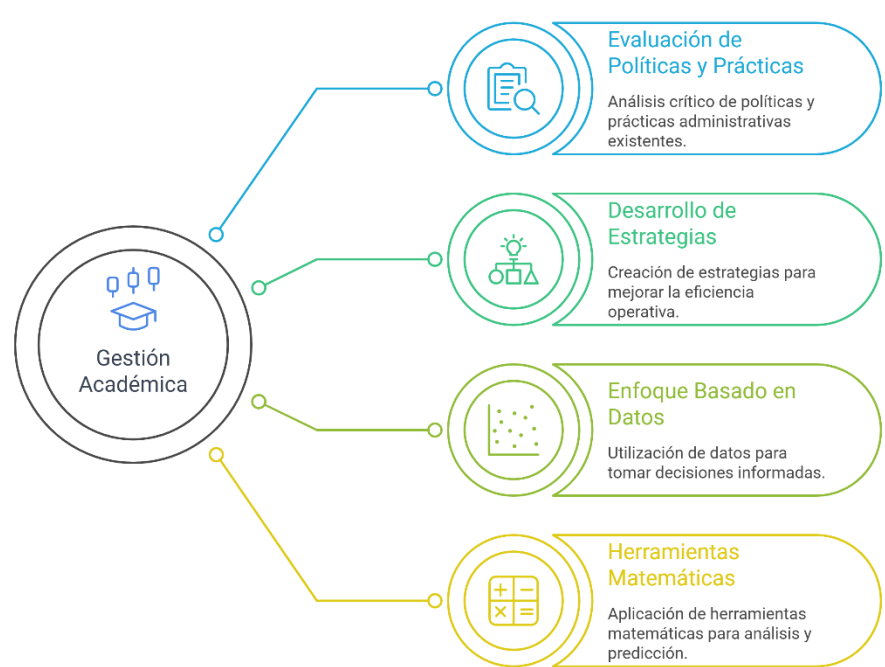 Evaluación de
Políticas y Prácticas
Análisis crítico de políticas y
prácticas administrativas
existentes.
Desarrollo de
Estrategias
Creación de estrategias para
mejorar la eficiencia
operativa.
Gestión
Académica
Enfoque Basado en
Datos
Utilización de datos para
tomar decisiones informadas.
Herramientas
Matemáticas
Aplicación de herramientas
matemáticas para análisis y
predicción.